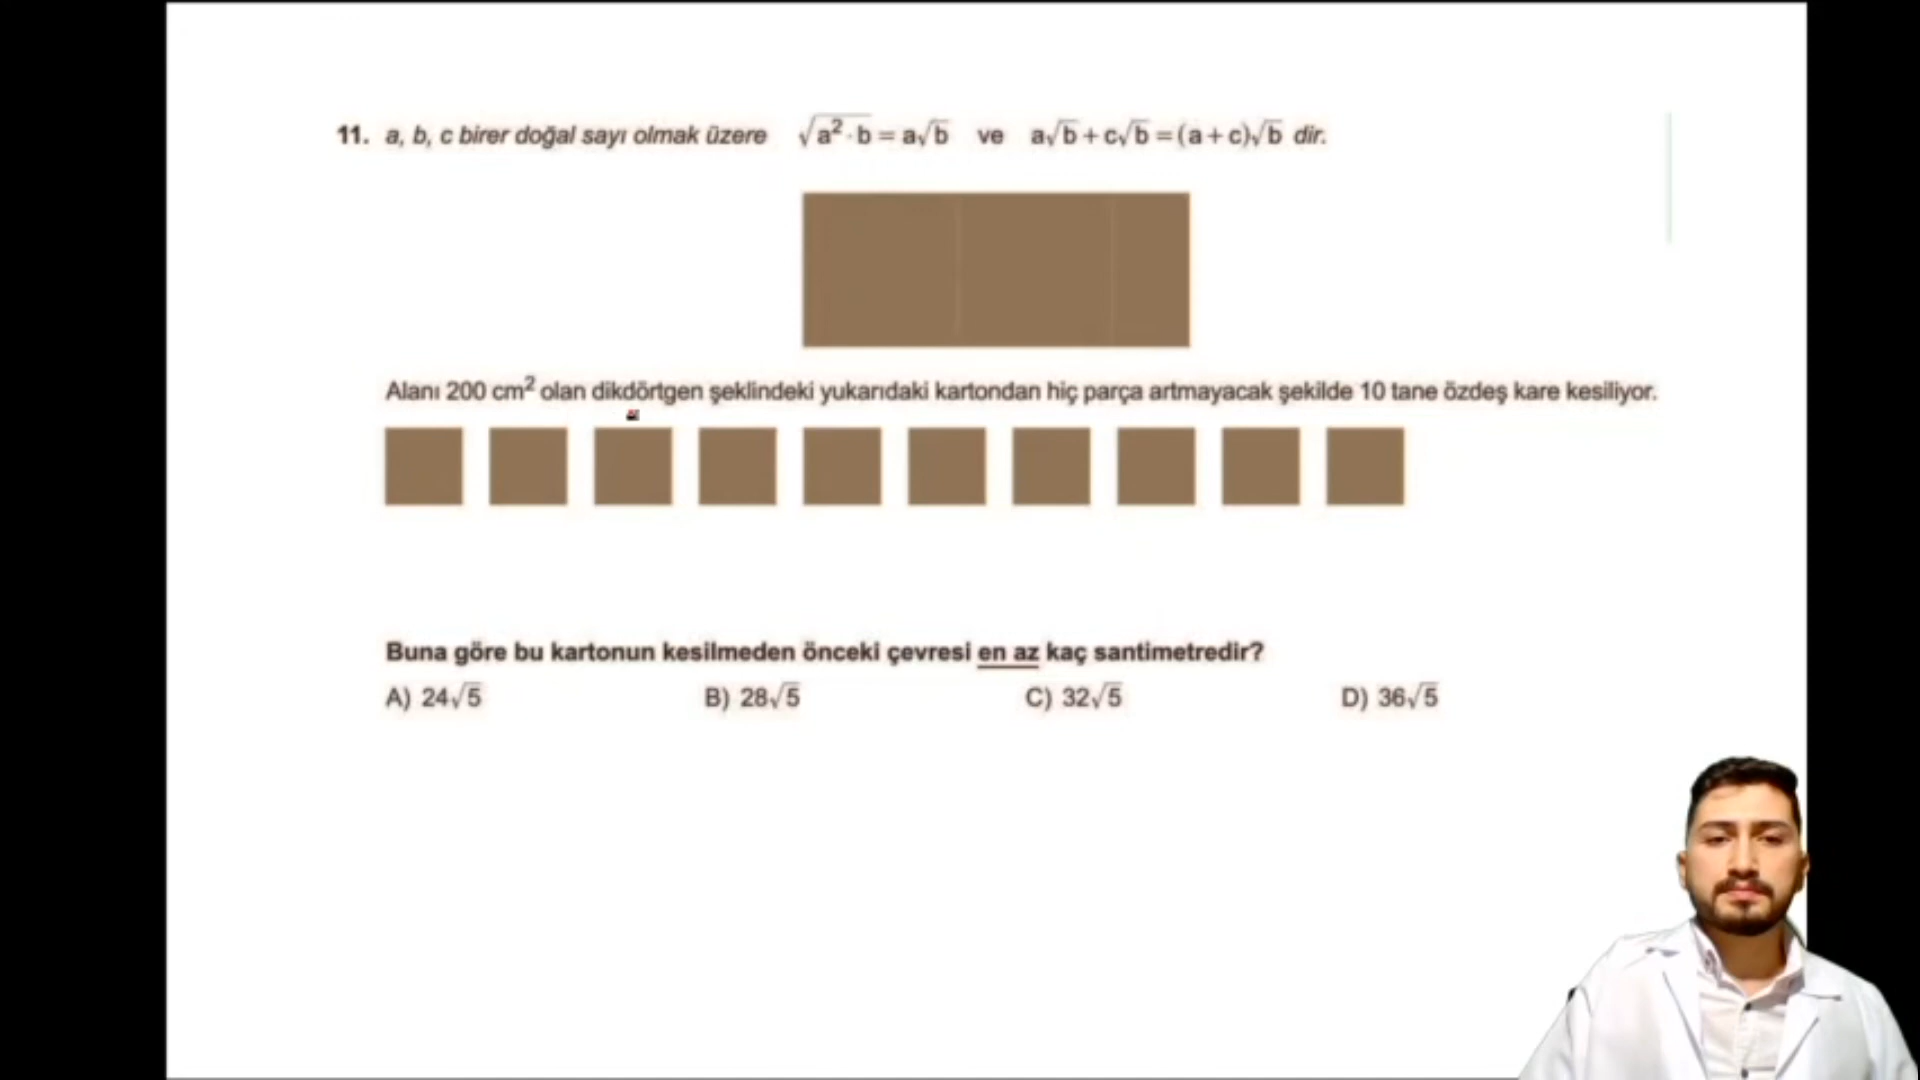 11. a, b, c birer doğal sayı olmak üzere √(a² · b) = a√b ve a√b + c√b = (a + c)√b dir.
Alanı 200 cm² olan dikdörtgen şeklindeki yukarıdaki kartondan hiç parça artmayacak şekilde 10 tane özdeş kare kesiliyor.
Buna göre bu kartonun kesilmeden önceki çevresi en az kaç santimetredir?
A) 24√5 B) 28√5 C) 32√5 D) 36√5